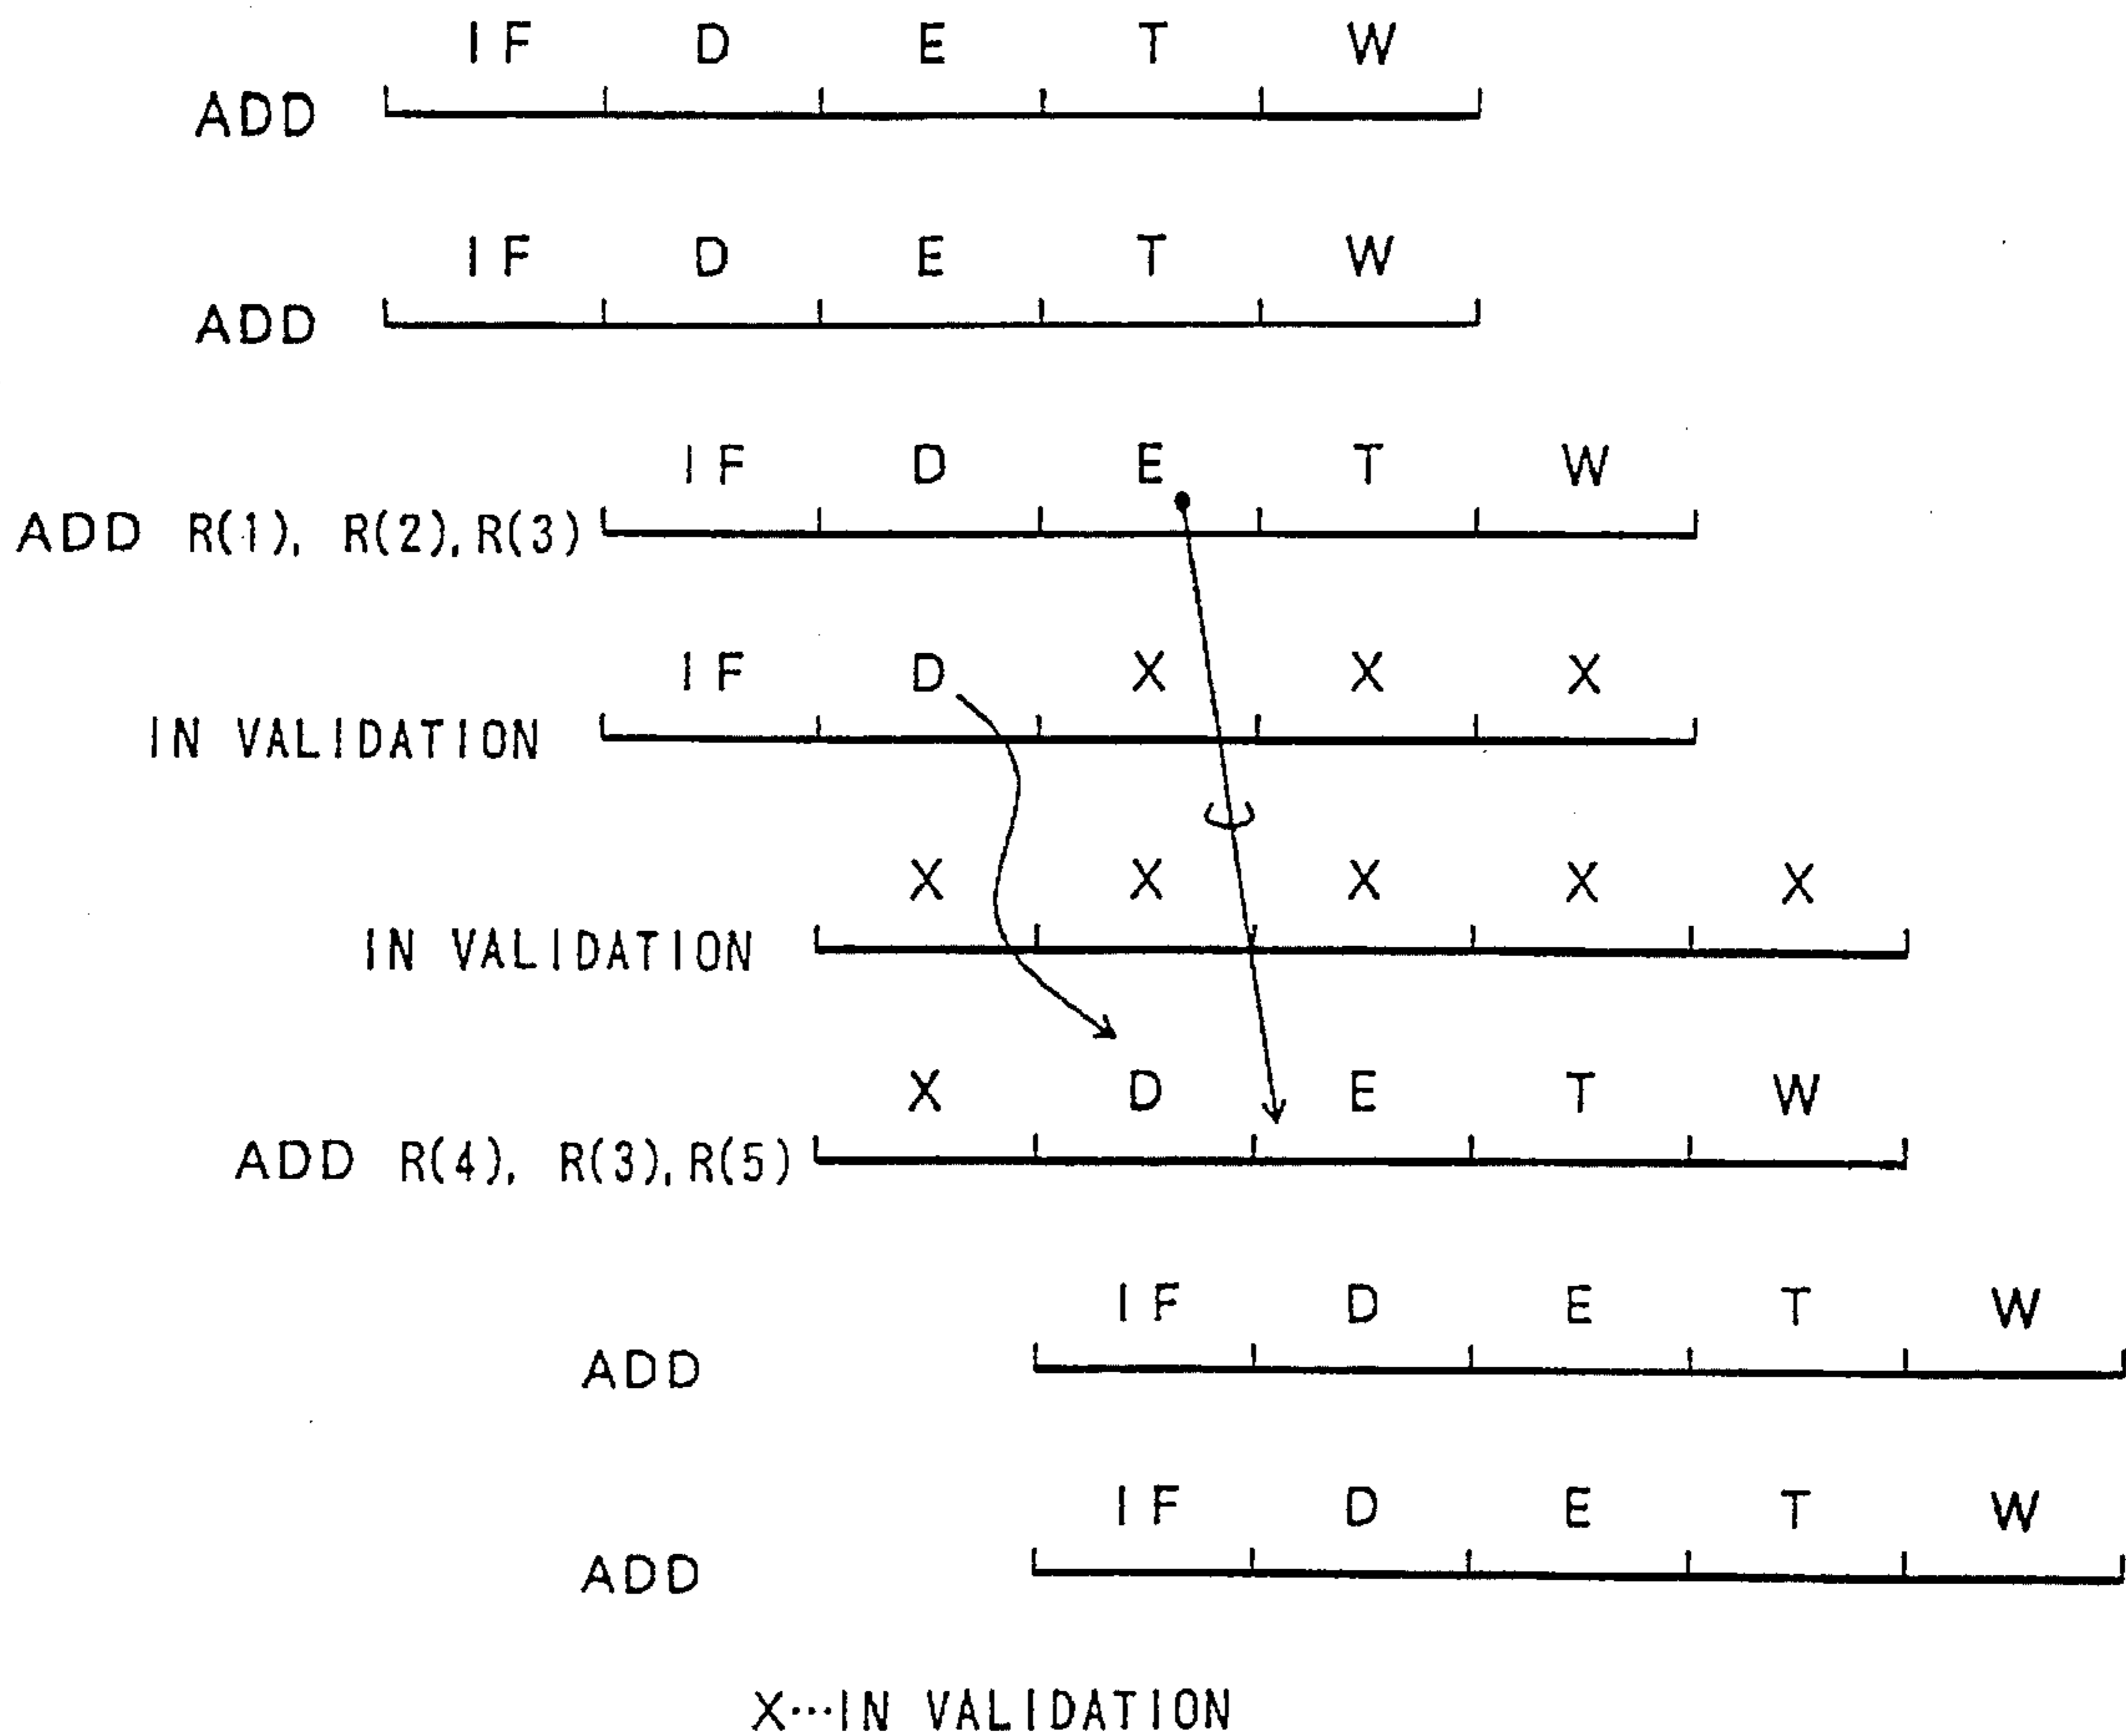 IF D E T W
ADD
IF D E T W
ADD
IF D E T W
ADD R(1), R(2), R(3)
IF D X X X
IN VALIDATION
X X X X X
IN VALIDATION
X D E T W
ADD R(4), R(3), R(5)
IF D E T W
ADD
IF D E T W
ADD
X···IN VALIDATION